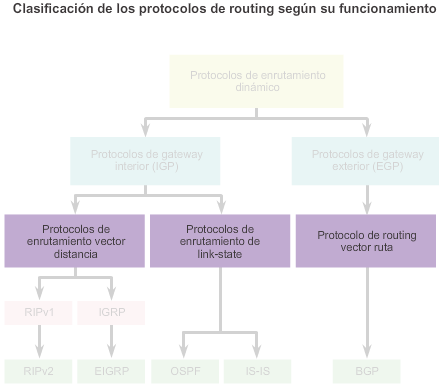 Clasificación de los protocolos de routing según su funcionamiento
Protocolos de enrutamiento
dinámico
Protocolos de gateway
interior (IGP)
Protocolos de gateway
exterior (EGP)
Protocolos de
enrutamiento vector
distancia
Protocolos de
enrutamiento de
link-state
Protocolo de routing
vector ruta
RIPv1
IGRP
RIPv2
EIGRP
OSPF
IS-IS
BGP